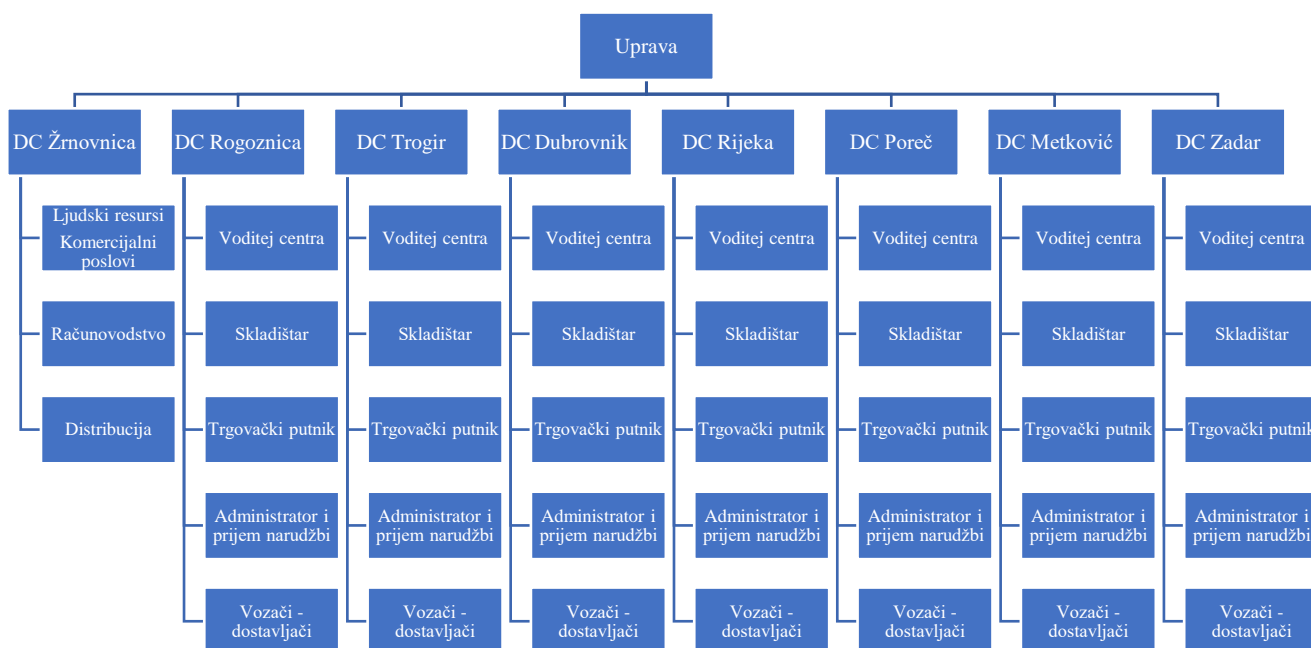 Uprava
DC Žrnovnica
DC Rogoznica
DC Trogir
DC Dubrovnik
DC Rijeka
DC Poreč
DC Metković
DC Zadar
Ljudski resursi
Komercijalni
poslovi
Računovodstvo
Distribucija
Voditej centra
Skladištar
Trgovački putnik
Administrator i
prijem narudžbi
Vozači -
dostavljači
Voditej centra
Skladištar
Trgovački putnik
Administrator i
prijem narudžbi
Vozači -
dostavljači
Voditej centra
Skladištar
Trgovački putnik
Administrator i
prijem narudžbi
Vozači -
dostavljači
Voditej centra
Skladištar
Trgovački putnik
Administrator i
prijem narudžbi
Vozači -
dostavljači
Voditej centra
Skladištar
Trgovački putnik
Administrator i
prijem narudžbi
Vozači -
dostavljači
Voditej centra
Skladištar
Trgovački putnik
Administrator i
prijem narudžbi
Vozači -
dostavljači
Voditej centra
Skladištar
Trgovački putnik
Administrator i
prijem narudžbi
Vozači -
dostavljači